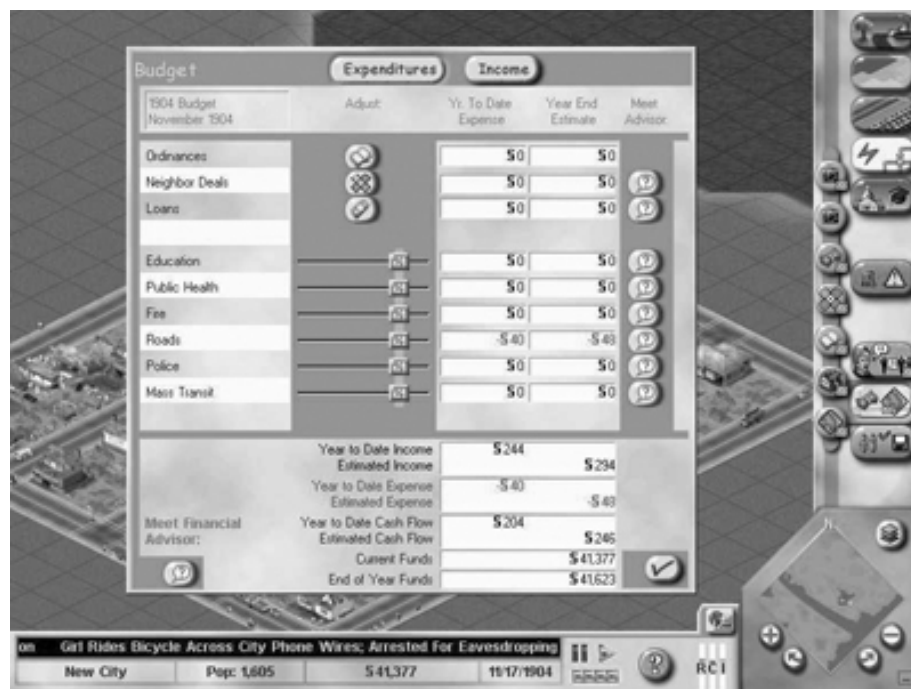 Budget Expenditures Income
1904 Budget
November 1904
Adjust:
Yr. To Date
Expense
Year End
Estimate
Meet
Advisor:
Ordinances §0 §0
Neighbor Deals §0 §0
Loans §0 §0
Education §0 §0
Public Health §0 §0
Fire §0 §0
Roads -§40 -§48
Police §0 §0
Mass Transit §0 §0
Year to Date Income §244
Estimated Income §294
Year to Date Expense -§40
Estimated Expense -§48
Year to Date Cash Flow §204
Estimated Cash Flow §246
Current Funds §41,377
End of Year Funds §41,623
Meet Financial
Advisor:
on Girl Rides Bicycle Across City Phone Wires; Arrested For Eavesdropping
New City Pop: 1,605 §41,377 11/17/1904
RCI
N